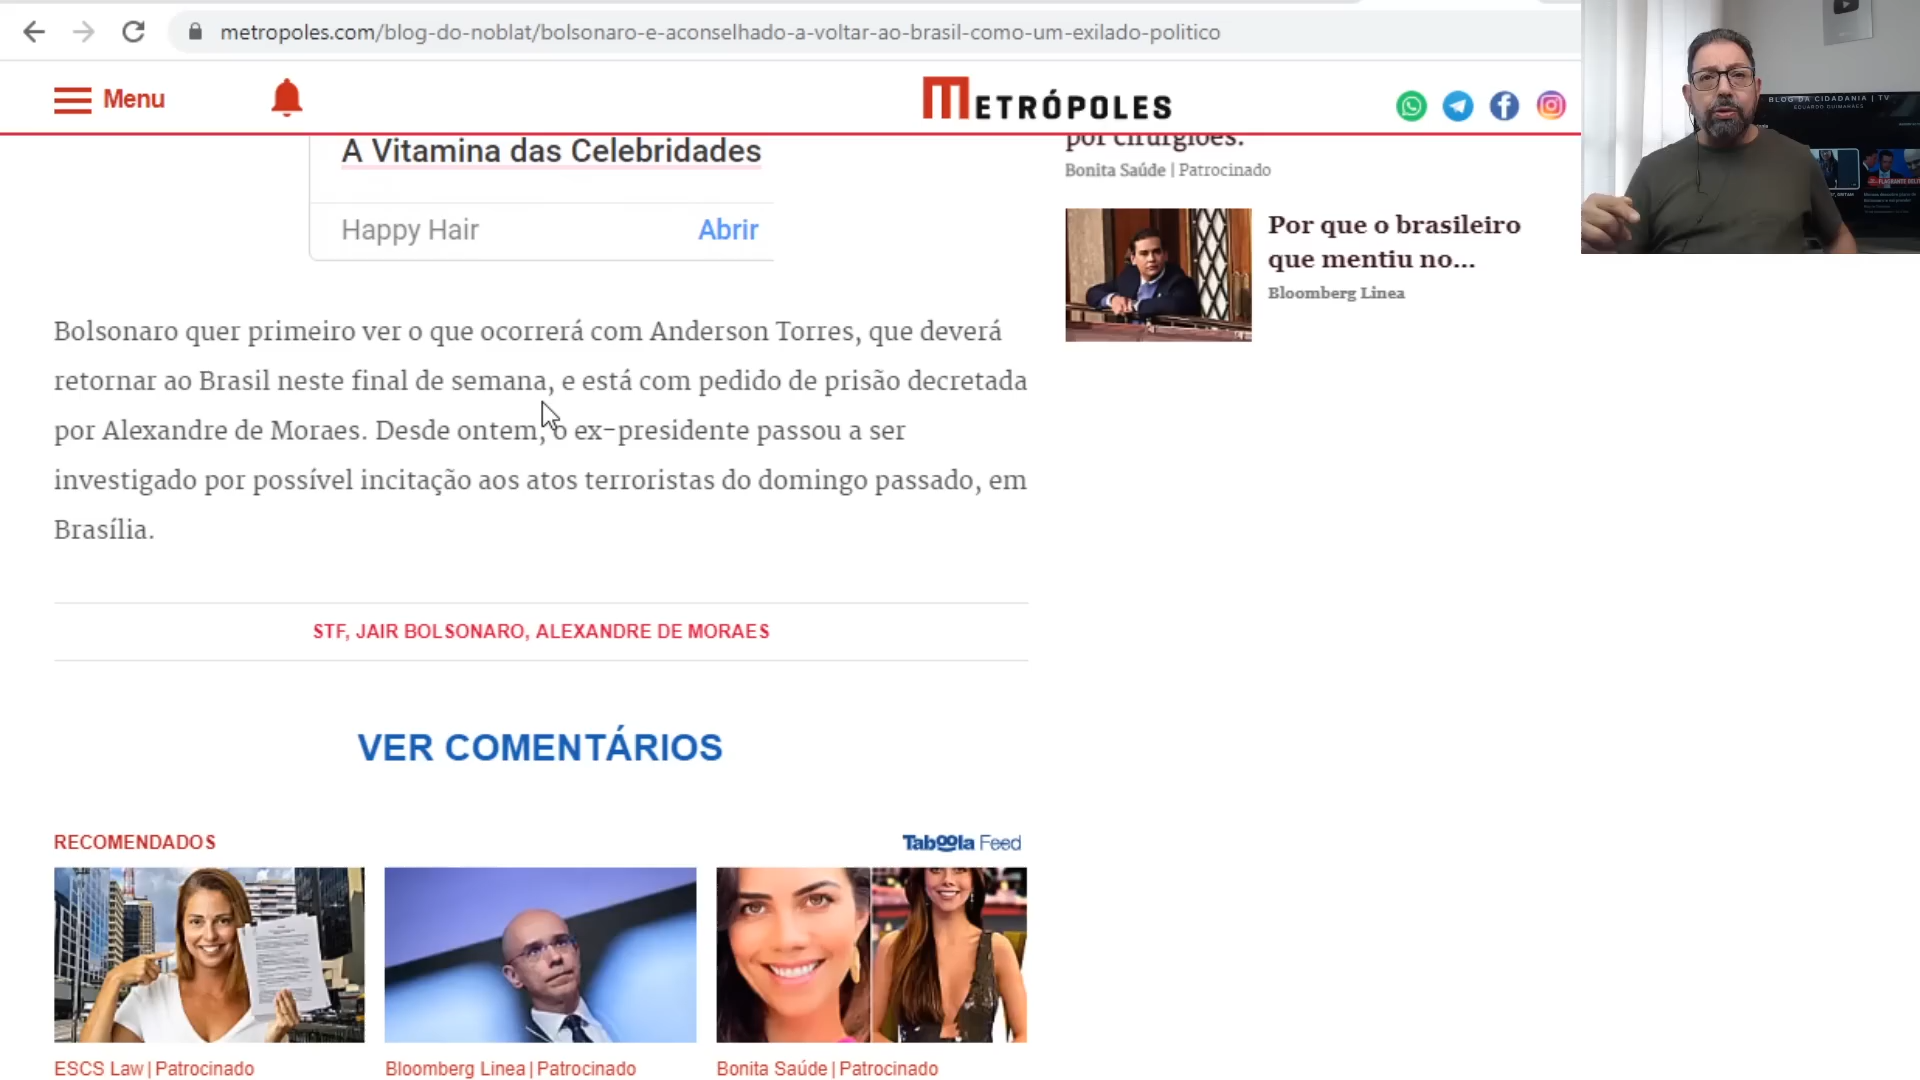 metropoles.com/blog-do-noblat/bolsonaro-e-aconselhado-a-voltar-ao-brasil-como-um-exilado-politico
Menu
METRÓPOLES
BLOG DA CIDADANIA | TV
EDUARDO GUIMARÃES
A Vitamina das Celebridades
Happy Hair
Abrir
por cirurgiões.
Bonita Saúde | Patrocinado
Por que o brasileiro
que mentiu no...
Bloomberg Linea
Bolsonaro quer primeiro ver o que ocorrerá com Anderson Torres, que deverá
retornar ao Brasil neste final de semana, e está com pedido de prisão decretada
por Alexandre de Moraes. Desde ontem, o ex-presidente passou a ser
investigado por possível incitação aos atos terroristas do domingo passado, em
Brasília.
STF, JAIR BOLSONARO, ALEXANDRE DE MORAES
VER COMENTÁRIOS
RECOMENDADOS
Taboola Feed
ESCS Law | Patrocinado
Bloomberg Linea | Patrocinado
Bonita Saúde | Patrocinado